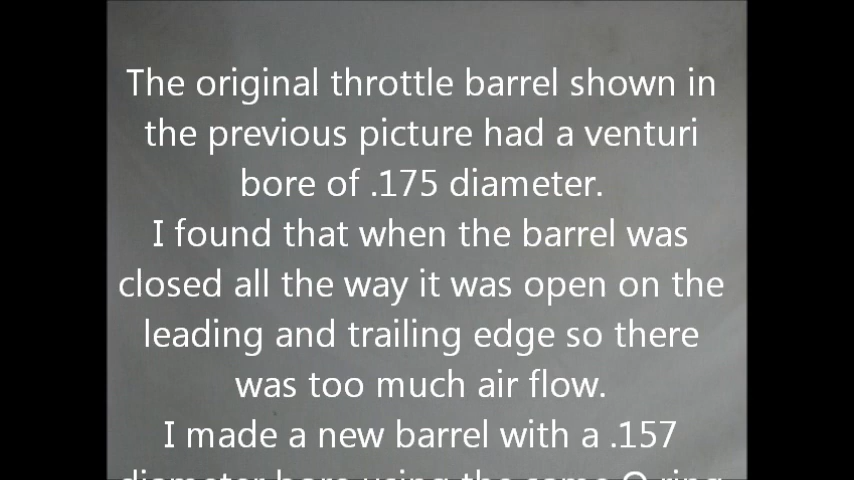 The original throttle barrel shown in
the previous picture had a venturi
bore of .175 diameter.
I found that when the barrel was
closed all the way it was open on the
leading and trailing edge so there
was too much air flow.
I made a new barrel with a .157
diameter bore using the same O ring